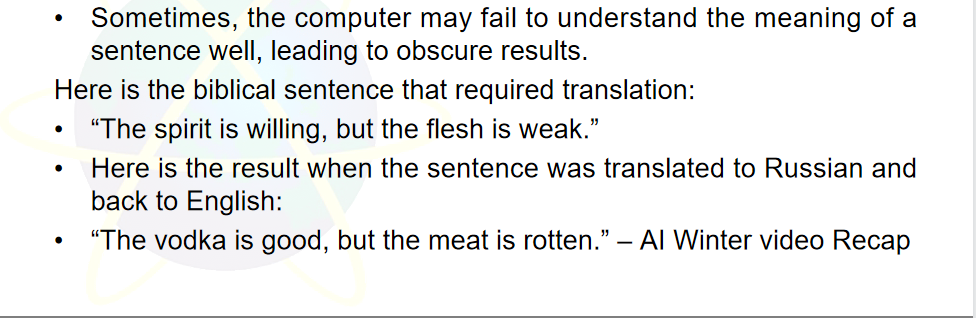 • Sometimes, the computer may fail to understand the meaning of a
sentence well, leading to obscure results.
Here is the biblical sentence that required translation:
• “The spirit is willing, but the flesh is weak.”
• Here is the result when the sentence was translated to Russian and
back to English:
• “The vodka is good, but the meat is rotten.” – AI Winter video Recap